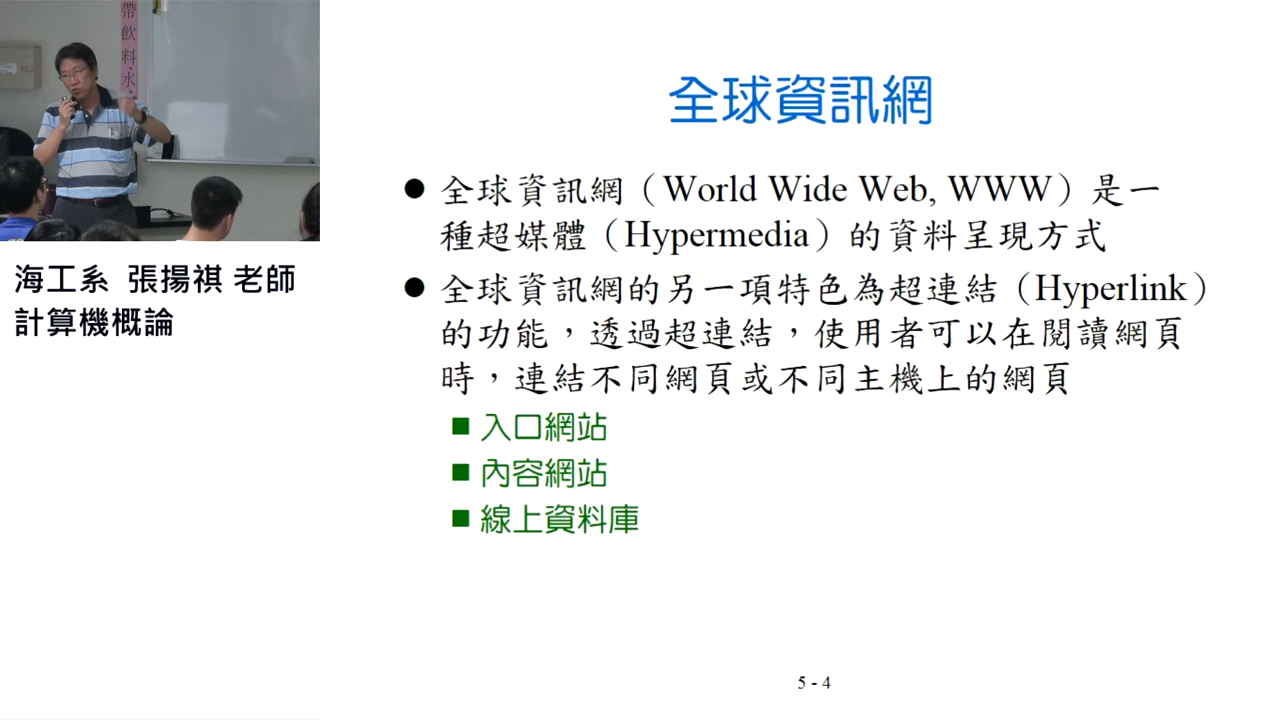 帶飲料、水、
海工系 張揚祺 老師
計算機概論
全球資訊網
● 全球資訊網（World Wide Web, WWW）是一
種超媒體（Hypermedia）的資料呈現方式
● 全球資訊網的另一項特色為超連結（Hyperlink）
的功能，透過超連結，使用者可以在閱讀網頁
時，連結不同網頁或不同主機上的網頁
■ 入口網站
■ 內容網站
■ 線上資料庫
5 - 4